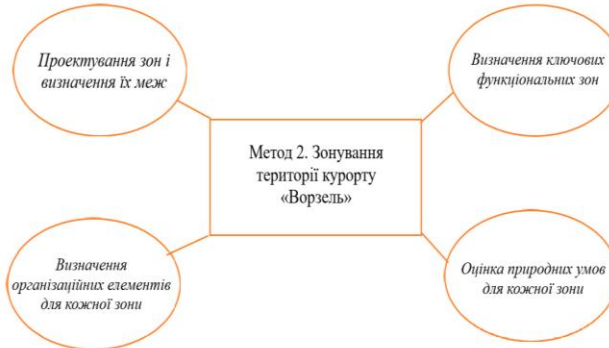 Проектування зон і
визначення їх меж
Визначення ключових
функціональних зон
Метод 2. Зонування
території курорту
«Ворзель»
Визначення
організаційних елементів
для кожної зони
Оцінка природних умов
для кожної зони